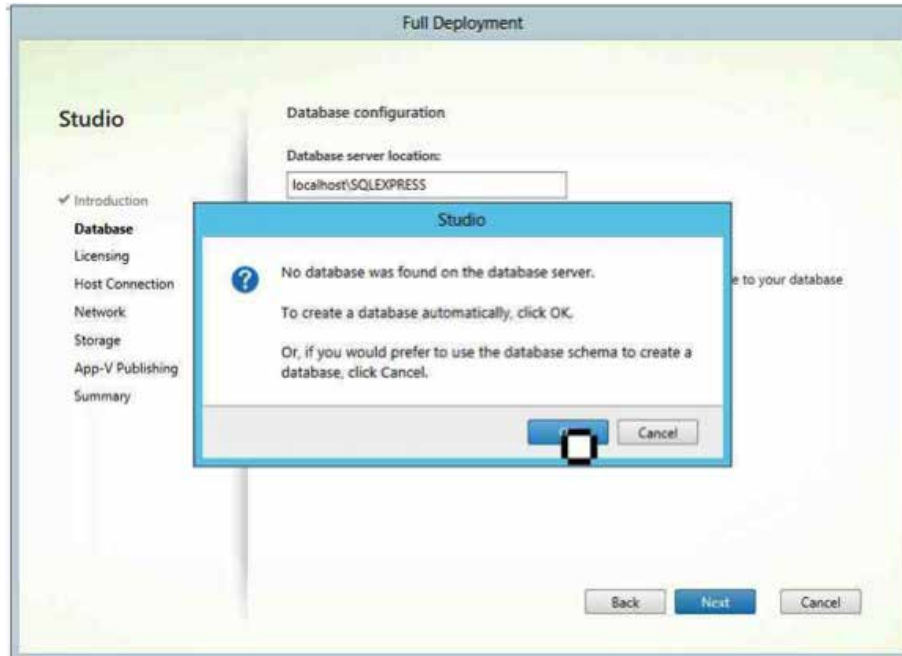 Full Deployment
Studio
✔ Introduction
Database
Licensing
Host Connection
Network
Storage
App-V Publishing
Summary
Database configuration
Database server location:
localhost\SQLEXPRESS
e to your database
Studio
No database was found on the database server.
To create a database automatically, click OK.
Or, if you would prefer to use the database schema to create a
database, click Cancel.
Cancel
Back
Next
Cancel